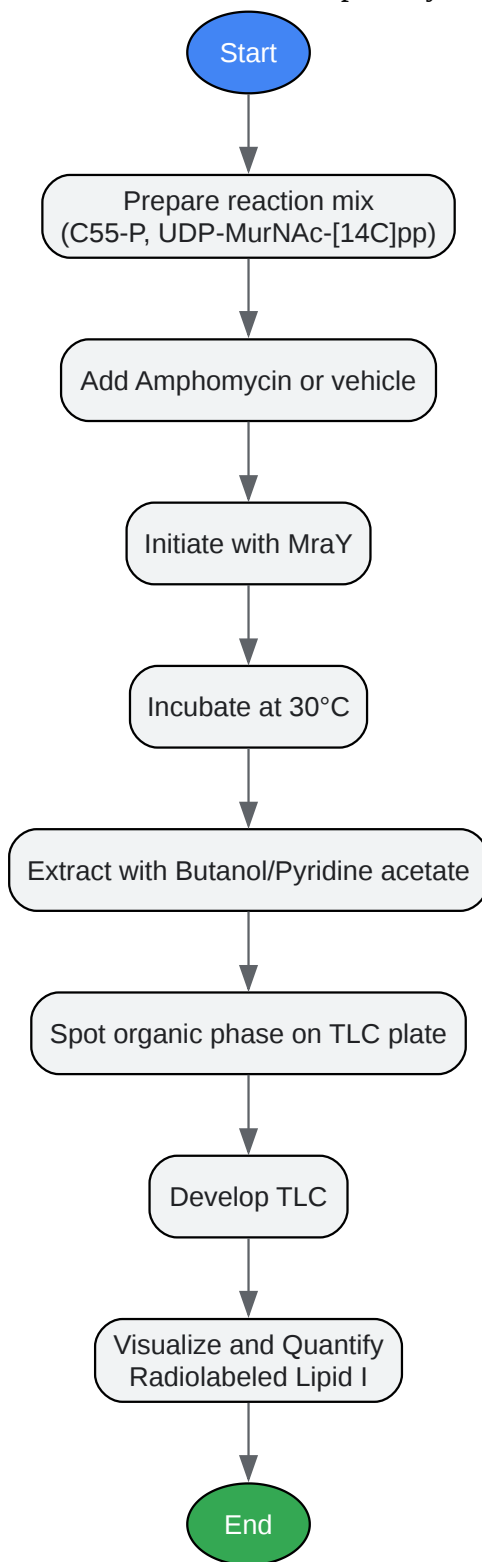 Start
Prepare reaction mix
(C55-P, UDP-MurNAc-[14C]pp)
Add Amphomycin or vehicle
Initiate with MraY
Incubate at 30°C
Extract with Butanol/Pyridine acetate
Spot organic phase on TLC plate
Develop TLC
Visualize and Quantify
Radiolabeled Lipid I
End